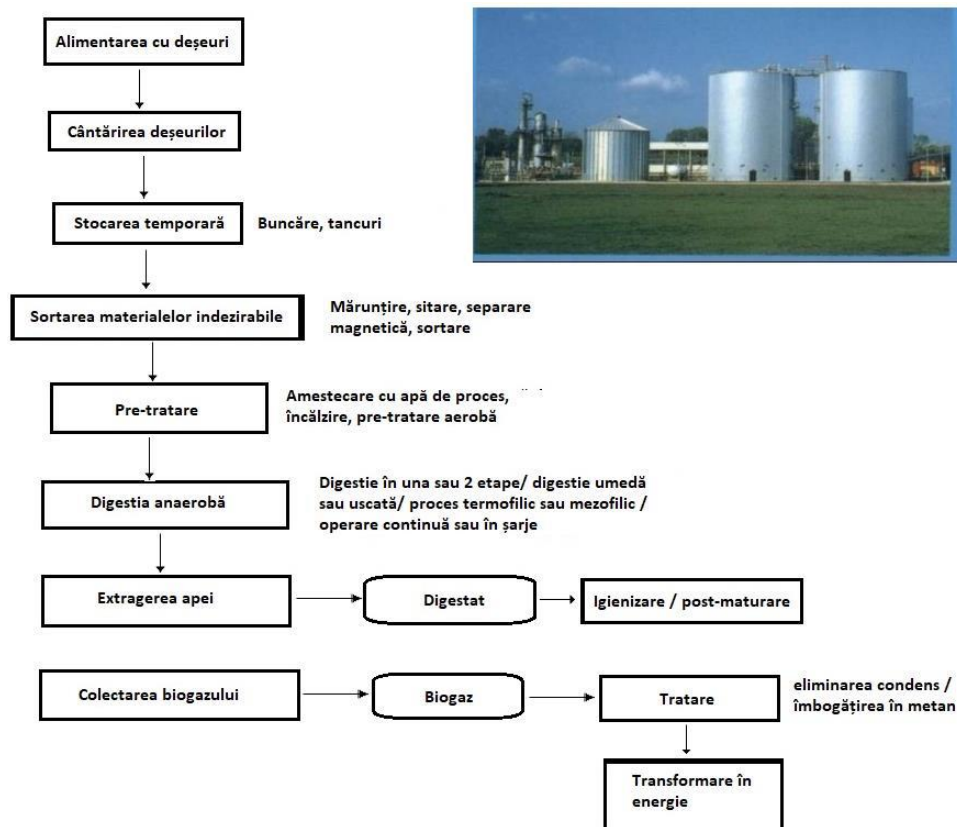 Alimentarea cu deșeuri
Cântărirea deșeurilor
Stocarea temporară
Buncăre, tancuri
Sortarea materialelor indezirabile
Mărunțire, sitare, separare
magnetică, sortare
Pre-tratare
Amestecare cu apă de proces,
încălzire, pre-tratare aerobă
Digestia anaerobă
Digestie în una sau 2 etape/ digestie umedă
sau uscată/ proces termofilic sau mezofilic /
operare continuă sau în șarje
Extragerea apei
Digestat
Igienizare / post-maturare
Colectarea biogazului
Biogaz
Tratare
eliminarea condens /
îmbogățirea în metan
Transformare în
energie